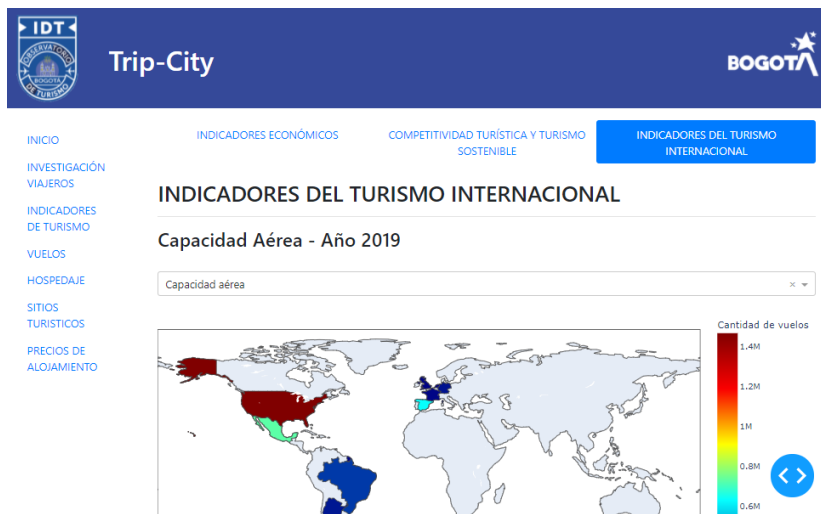 IDT
OBSERVATORIO
BOGOTÁ
DE TURISMO
Trip-City
BOGOTÁ
INICIO
INVESTIGACIÓN
VIAJEROS
INDICADORES
DE TURISMO
VUELOS
HOSPEDAJE
SITIOS
TURISTICOS
PRECIOS DE
ALOJAMIENTO
INDICADORES ECONÓMICOS
COMPETITIVIDAD TURÍSTICA Y TURISMO
SOSTENIBLE
INDICADORES DEL TURISMO
INTERNACIONAL
INDICADORES DEL TURISMO INTERNACIONAL
Capacidad Aérea - Año 2019
Capacidad aérea
Cantidad de vuelos
1.4M
1.2M
1M
0.8M
0.6M